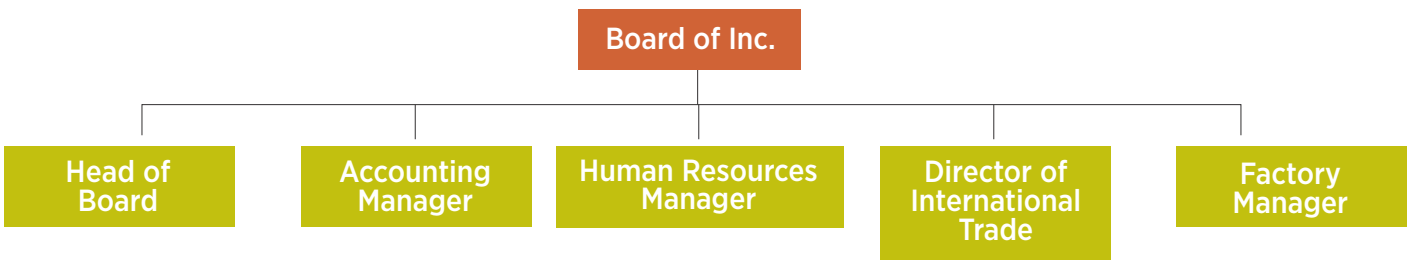 Board of Inc.
Head of
Board
Accounting
Manager
Human Resources
Manager
Director of
International
Trade
Factory
Manager